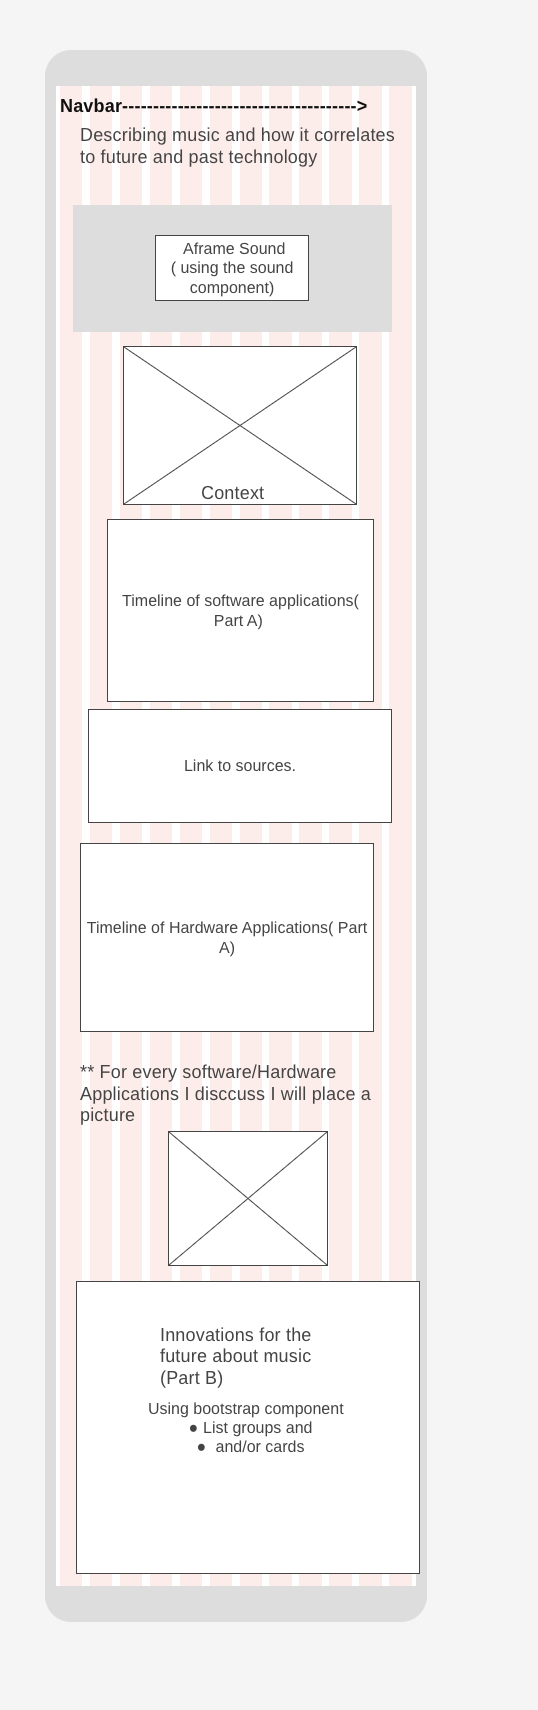 Navbar-------------------------------------->
Describing music and how it correlates
to future and past technology
Aframe Sound
( using the sound
component)
Context
Timeline of software applications(
Part A)
Link to sources.
Timeline of Hardware Applications( Part
A)
** For every software/Hardware
Applications I disccuss I will place a
picture
Innovations for the
future about music
(Part B)
Using bootstrap component
● List groups and
● and/or cards